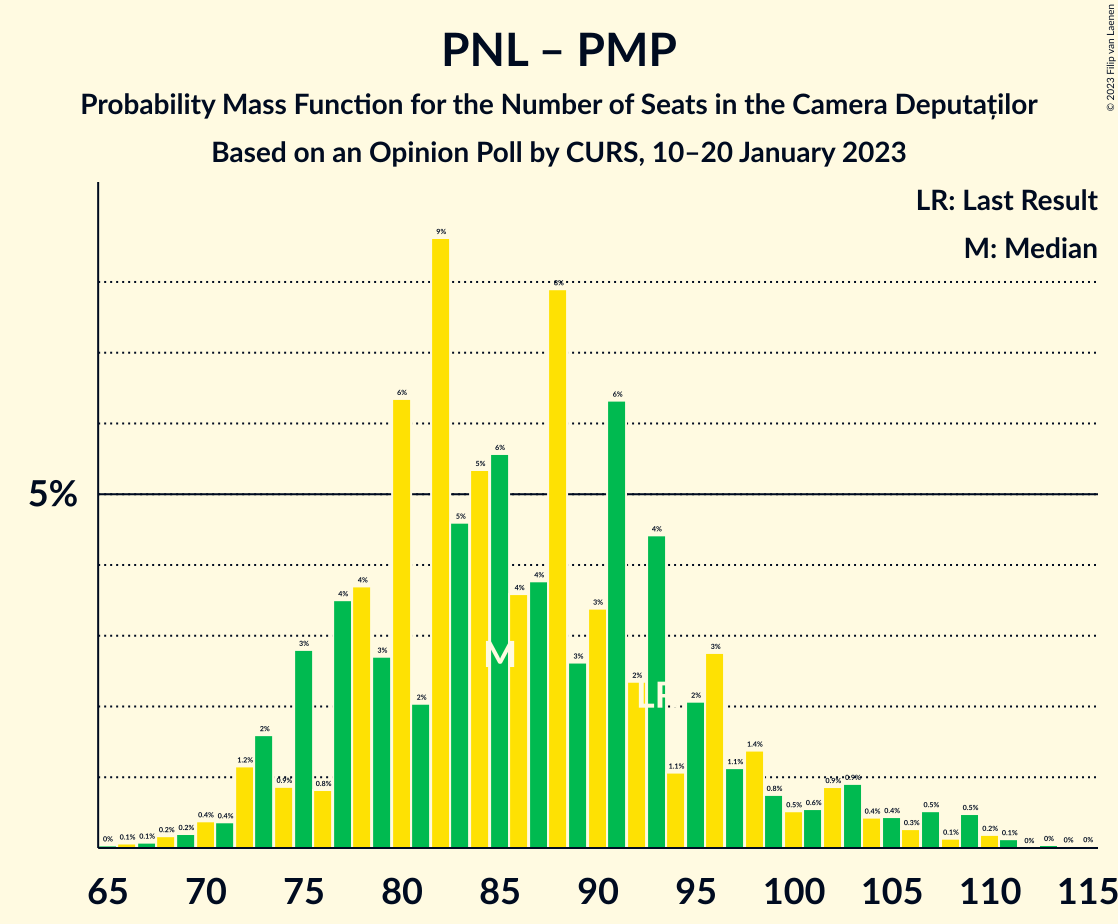 PNL – PMP
Probability Mass Function for the Number of Seats in the Camera Deputaților
Based on an Opinion Poll by CURS, 10–20 January 2023
© 2023 Filip van Laenen
LR: Last Result
M: Median
5%
0% 0.1% 0.1% 0.2% 0.2% 0.4% 0.4% 1.2% 2% 0.9% 3% 0.8% 4% 4% 3% 6% 2% 9% 5% 5% 6% 4% 4% 8% 3% 3% 6% 2% 4% 1.1% 2% 3% 1.1% 1.4% 0.8% 0.5% 0.6% 0.9% 0.9% 0.4% 0.4% 0.3% 0.5% 0.1% 0.5% 0.2% 0.1% 0% 0% 0% 0%
M
LR
65 70 75 80 85 90 95 100 105 110 115